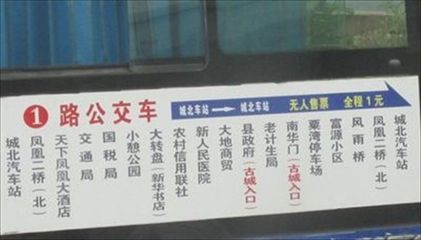 1 路公交车 城北车站 城北车站 无人售票 全程1元
城北汽车站
凤凰二桥（北）
天下凤凰大酒店
交通局
国税局
小憩公园
大转盘（新华书店）
农村信用联社
新人民医院
大地商贸
县政府（古城入口）
老计生局
南华门（古城入口）
粟湾停车场
富源小区
风雨桥
凤凰二桥（北）
城北汽车站